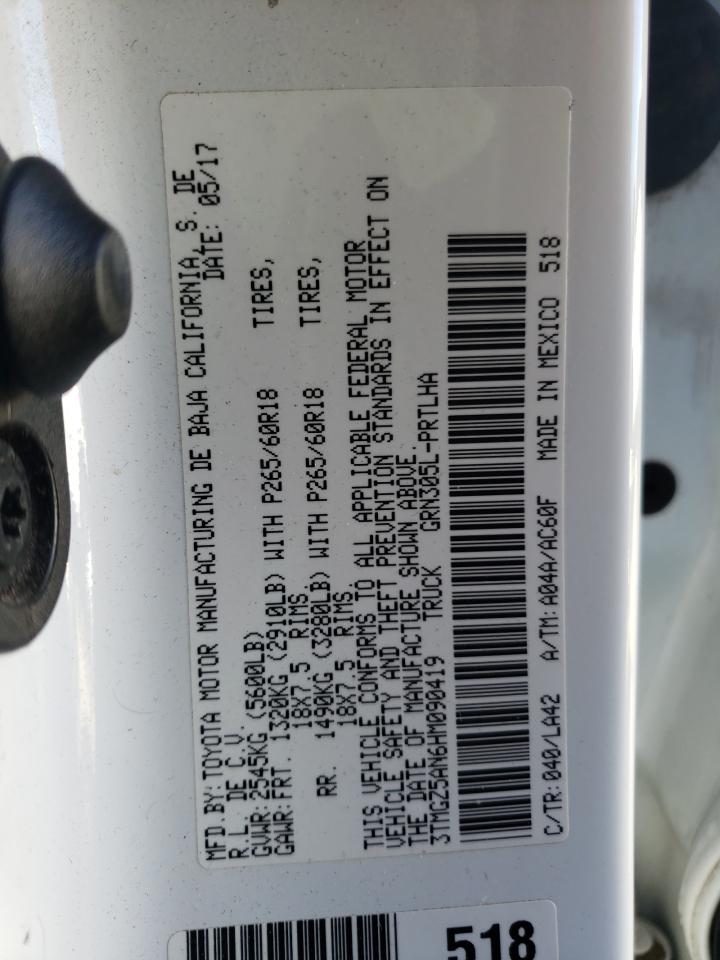 MFD.BY:TOYOTA MOTOR MANUFACTURING DE BAJA CALIFORNIA, S. DE
R.L. DE C.V. DATE: 05/17
GVWR:2545KG (5600LB)
GAWR:FRT. 1320KG (2910LB) WITH P265/60R18 TIRES,
18X7.5 RIMS
RR. 1490KG (3280LB) WITH P265/60R18 TIRES,
18X7.5 RIMS.
THIS VEHICLE CONFORMS TO ALL APPLICABLE FEDERAL MOTOR
VEHICLE SAFETY AND THEFT PREVENTION STANDARDS IN EFFECT ON
THE DATE OF MANUFACTURE SHOWN ABOVE.
3TMGZ5AN6HM090419 TRUCK GRN305L-PRTLHA
C/TR:040/LA42 A/TM:A04A/AC60F MADE IN MEXICO 518
518